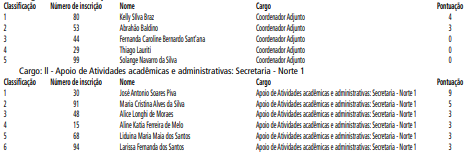 Classificação Número de inscrição Nome Cargo Pontuação
1 80 Kelly Silva Braz Coordenador Adjunto 4
2 53 Abrahão Baldino Coordenador Adjunto 3
3 44 Fernanda Caroline Bernardo Sant'ana Coordenador Adjunto 0
4 29 Thiago Lauriti Coordenador Adjunto 0
5 99 Solange Navarro da Silva Coordenador Adjunto 0
Cargo: II - Apoio de Atividades acadêmicas e administrativas: Secretaria - Norte 1
Classificação Número de inscrição Nome Cargo Pontuação
1 30 José Antonio Soares Piva Apoio de Atividades acadêmicas e administrativas: Secretaria - Norte 1 9
2 91 Maria Cristina Alves da Silva Apoio de Atividades acadêmicas e administrativas: Secretaria - Norte 1 5
3 48 Alice Longhi de Moraes Apoio de Atividades acadêmicas e administrativas: Secretaria - Norte 1 3
4 15 Aline Katia Ferreira de Melo Apoio de Atividades acadêmicas e administrativas: Secretaria - Norte 1 3
5 68 Liduina Maria Maia dos Santos Apoio de Atividades acadêmicas e administrativas: Secretaria - Norte 1 3
6 94 Larissa Fernanda dos Santos Apoio de Atividades acadêmicas e administrativas: Secretaria - Norte 1 3